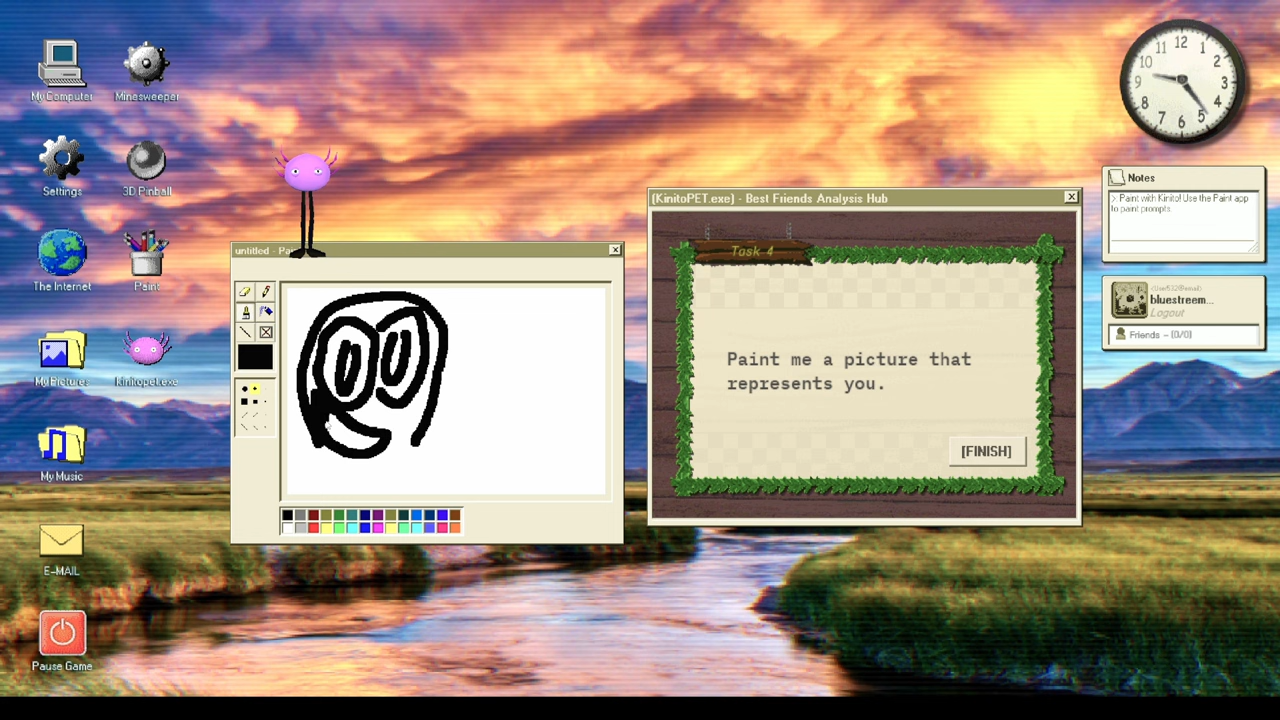 My Computer
Minesweeper
Settings
3D Pinball
The Internet
Paint
My Pictures
Kinitopet.exe
My Music
E-MAIL
Pause Game
untitled - Pa
[KinitoPET.exe] - Best Friends Analysis Hub
Task 4
Paint me a picture that
represents you.
[FINISH]
12
1
2
3
4
5
6
7
8
9
10
11
Notes
> Paint with Kinito! Use the Paint app
to paint prompts.
bluestreem...
Logout
Friends - [0/0]